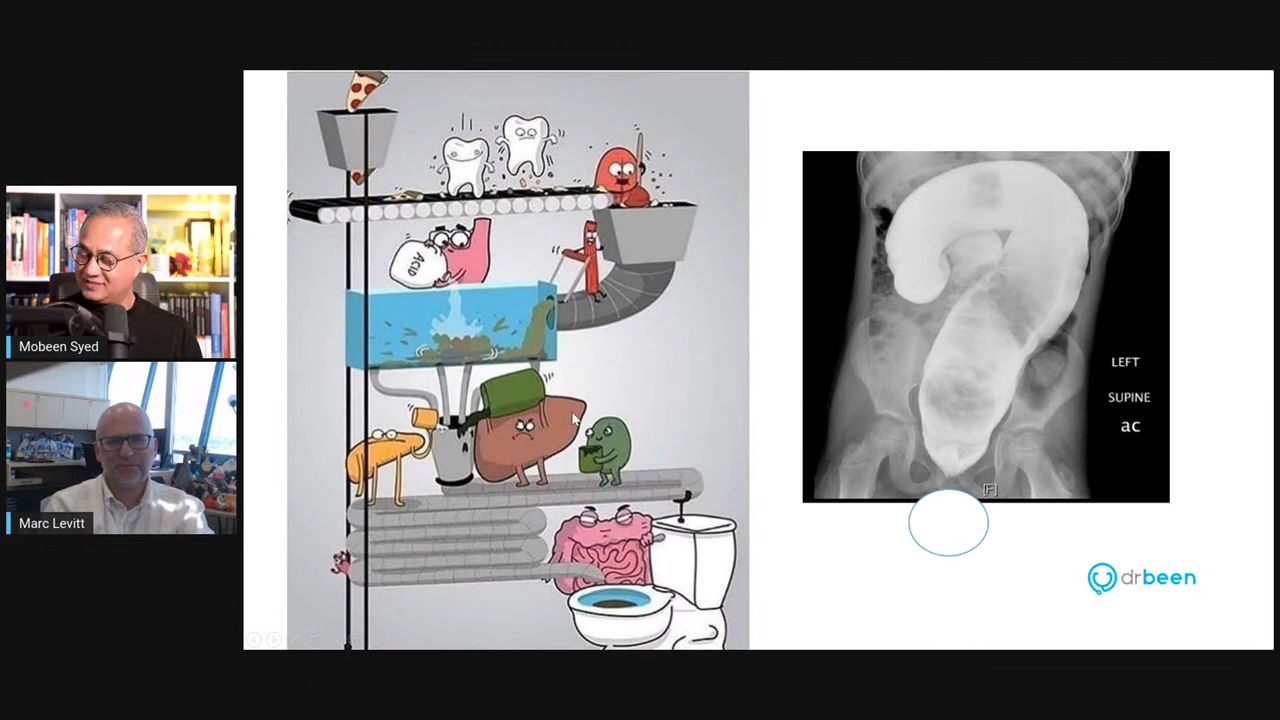 Mobeen Syed
Marc Levitt
ACID
LEFT
SUPINE
ac
[F]
drbeen